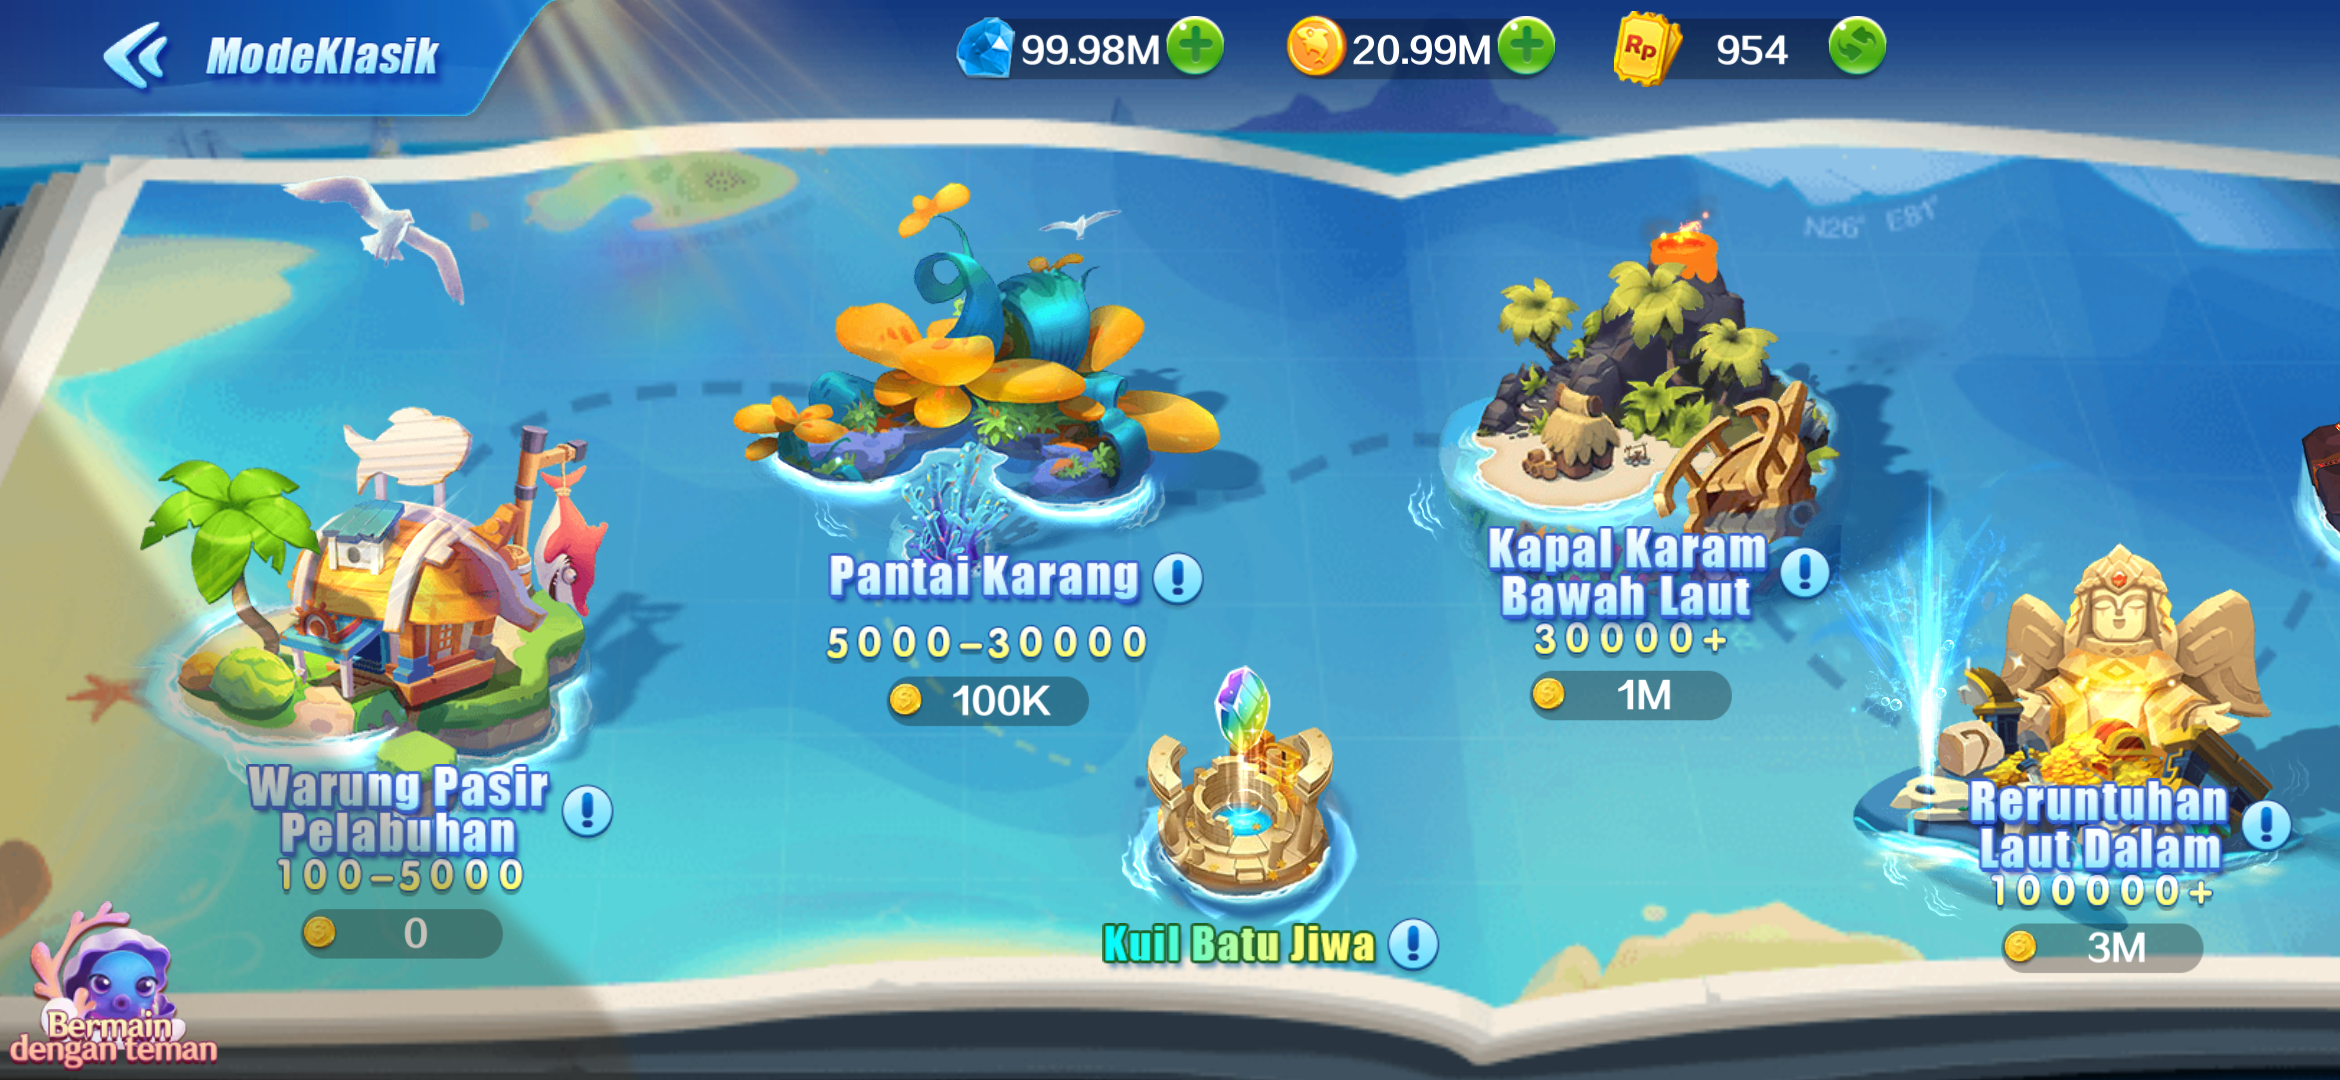 ModeKlasik
99.98M
20.99M
Rp
954
N26° E81°
Pantai Karang
5000-30000
100K
Kapal Karam
Bawah Laut
30000+
1M
Warung Pasir
Pelabuhan
100-5000
0
Kuil Batu Jiwa
Reruntuhan
Laut Dalam
100000+
3M
Bermain
dengan teman